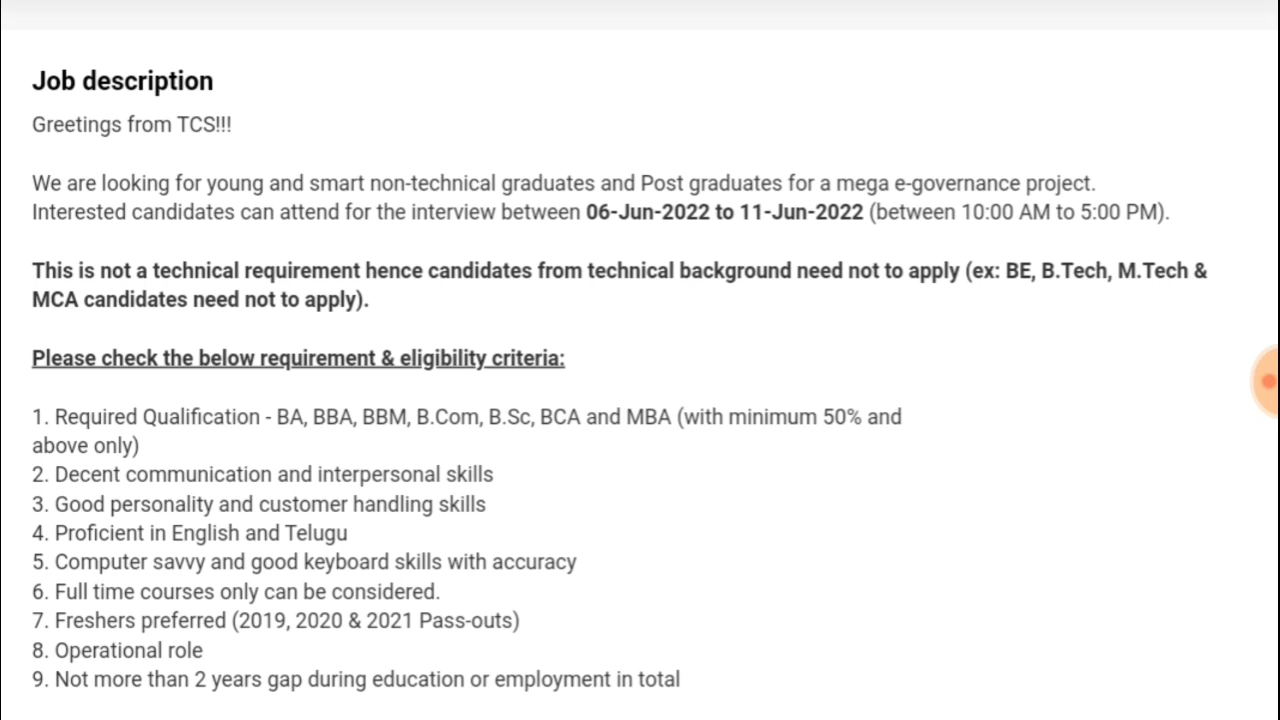 Job description
Greetings from TCS!!!
We are looking for young and smart non-technical graduates and Post graduates for a mega e-governance project.
Interested candidates can attend for the interview between 06-Jun-2022 to 11-Jun-2022 (between 10:00 AM to 5:00 PM).
This is not a technical requirement hence candidates from technical background need not to apply (ex: BE, B.Tech, M.Tech &
MCA candidates need not to apply).
Please check the below requirement & eligibility criteria:
1. Required Qualification - BA, BBA, BBM, B.Com, B.Sc, BCA and MBA (with minimum 50% and
above only)
2. Decent communication and interpersonal skills
3. Good personality and customer handling skills
4. Proficient in English and Telugu
5. Computer savvy and good keyboard skills with accuracy
6. Full time courses only can be considered.
7. Freshers preferred (2019, 2020 & 2021 Pass-outs)
8. Operational role
9. Not more than 2 years gap during education or employment in total